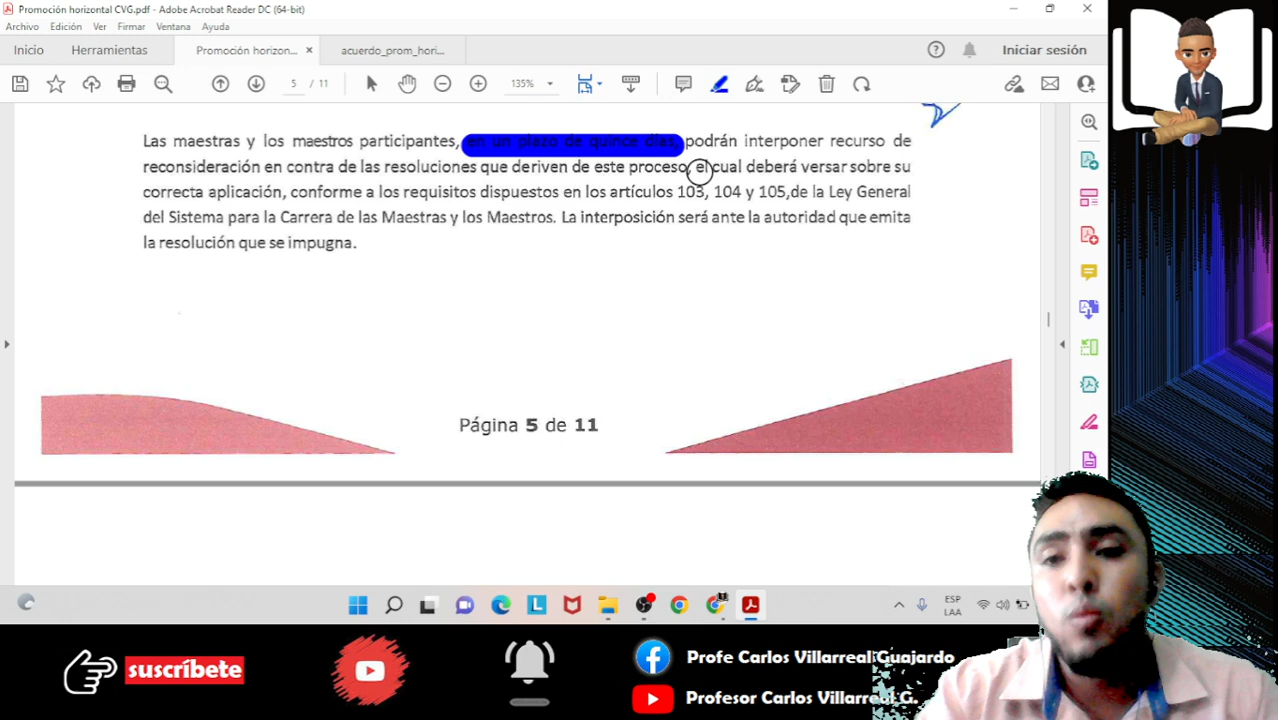 Promoción horizontal CVG.pdf - Adobe Acrobat Reader DC (64-bit)
Archivo Edición Ver Firmar Ventana Ayuda
Inicio Herramientas Promoción horizon... × acuerdo_prom_hori... Iniciar sesión
5 / 11 135%
Las maestras y los maestros participantes, en un plazo de quince días, podrán interponer recurso de
reconsideración en contra de las resoluciones que deriven de este proceso, el cual deberá versar sobre su
correcta aplicación, conforme a los requisitos dispuestos en los artículos 103, 104 y 105,de la Ley General
del Sistema para la Carrera de las Maestras y los Maestros. La interposición será ante la autoridad que emita
la resolución que se impugna.
Página 5 de 11
ESP
LAA
suscríbete
Profe Carlos Villarreal Guajardo
Profesor Carlos Villarreal G.